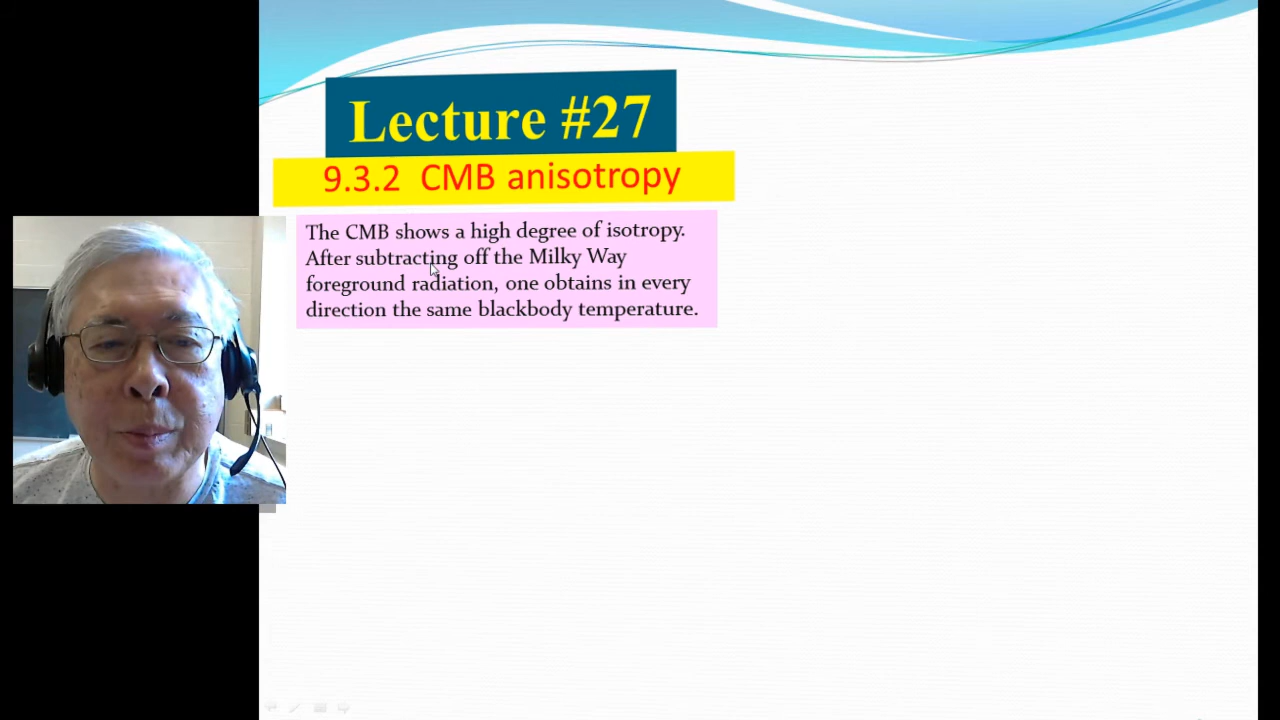 Lecture #27
9.3.2 CMB anisotropy
The CMB shows a high degree of isotropy.
After subtracting off the Milky Way
foreground radiation, one obtains in every
direction the same blackbody temperature.